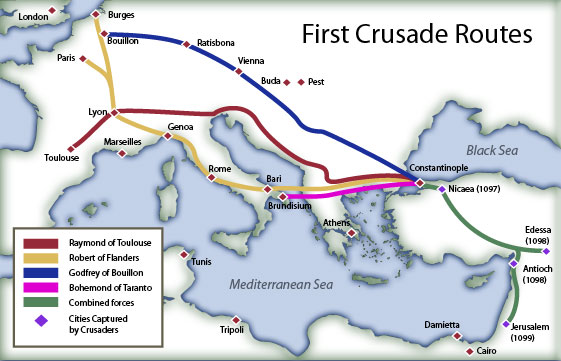 First Crusade Routes
London
Burges
Bouillon
Ratisbona
Paris
Vienna
Buda
Pest
Lyon
Genoa
Marseilles
Toulouse
Black Sea
Constantinople
Nicaea (1097)
Rome
Bari
Brundisium
Athens
Edessa
(1098)
Antioch
(1098)
Raymond of Toulouse
Robert of Flanders
Godfrey of Bouillon
Bohemond of Taranto
Combined forces
Cities Captured
by Crusaders
Tunis
Mediterranean Sea
Tripoli
Damietta
Cairo
Jerusalem
(1099)